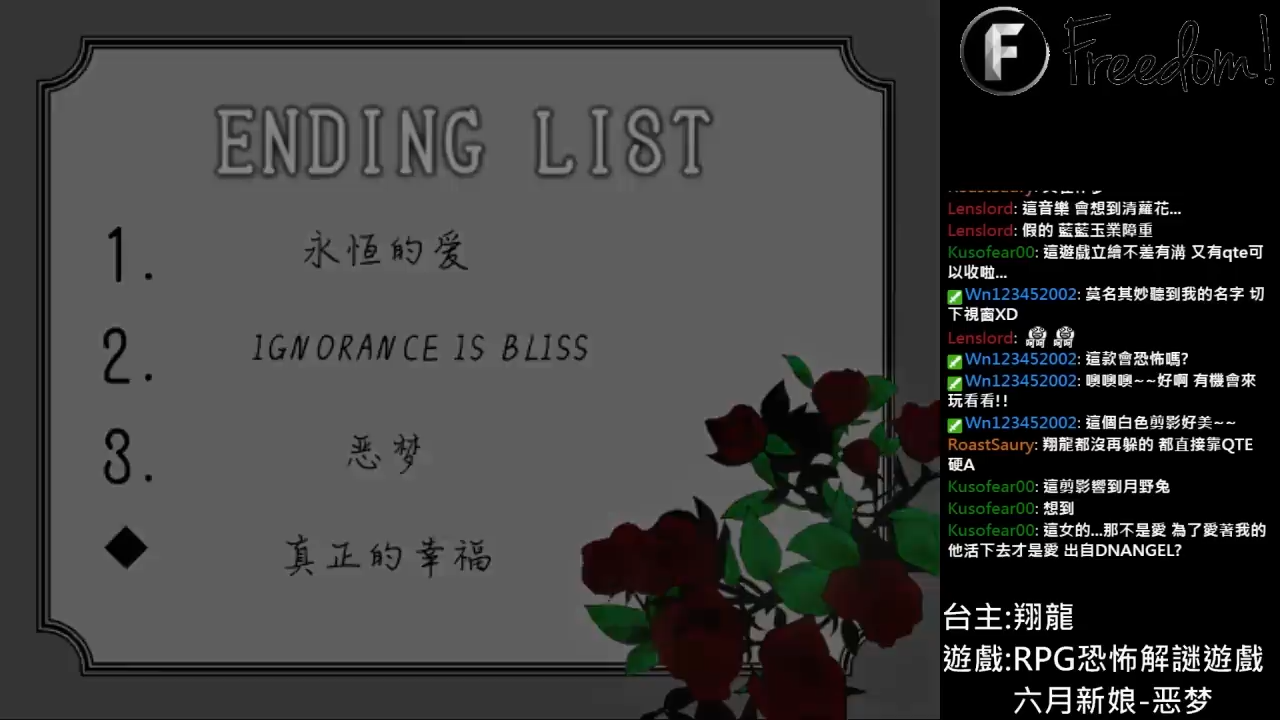 ENDING LIST
1. 永恒的爱
2. IGNORANCE IS BLISS
3. 恶梦
◆ 真正的幸福
F Freedom!
Lenslord: 這音樂 會想到清蘿花...
Lenslord: 假的 藍藍玉業障重
Kusofear00: 這遊戲立繪不差有溝 又有qte可
以收啦...
Wn123452002: 莫名其妙聽到我的名字 切
下視窗XD
Lenslord:
Wn123452002: 這款會恐怖嗎?
Wn123452002: 噢噢噢~~好啊 有機會來
玩看看!!
Wn123452002: 這個白色剪影好美~~
RoastSaury: 翔龍都沒再躲的 都直接靠QTE
硬A
Kusofear00: 這剪影響到月野兔
Kusofear00: 想到
Kusofear00: 這女的...那不是愛 為了愛著我的
他活下去才是愛 出自DNANGEL?
台主:翔龍
遊戲:RPG恐怖解謎遊戲
六月新娘-恶梦